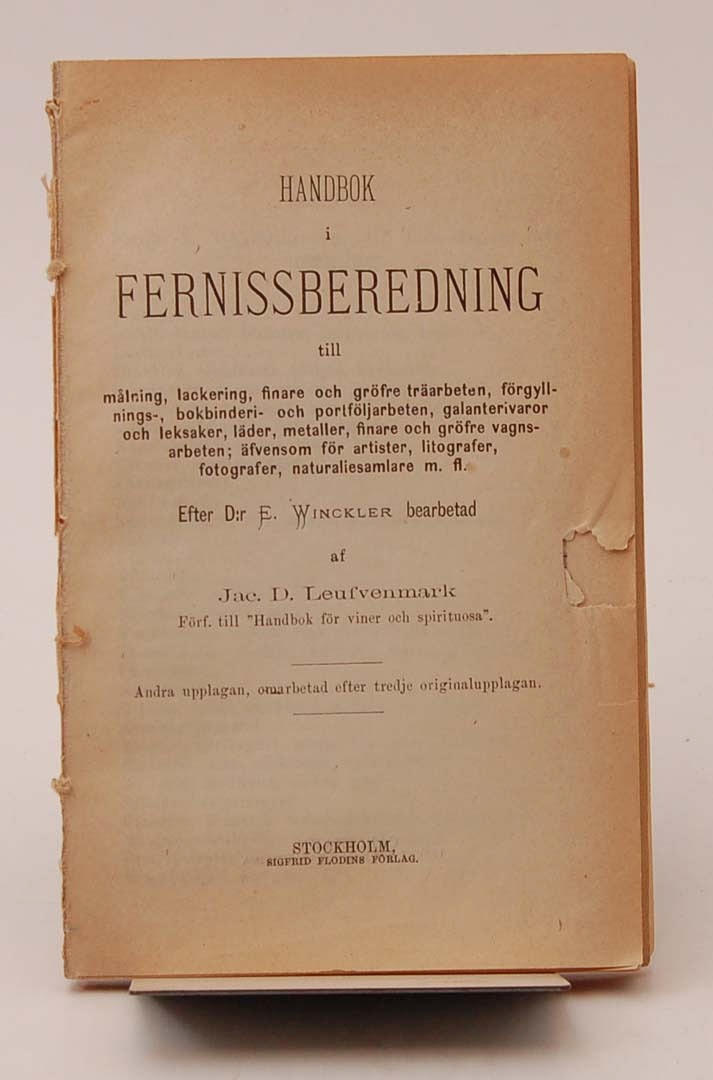 HANDBOK
i
FERNISSBEREDNING
till
målning, lackering, finare och gröfre träarbeten, förgyll-
nings-, bokbinderi- och portföljarbeten, galanterivaror
och leksaker, läder, metaller, finare och gröfre vagns-
arbeten; äfvensom för artister, litografer,
fotografer, naturaliesamlare m. fl.
Efter D:r E. WINCKLER bearbetad
af
Jac. D. Leufvenmark
Förf. till "Handbok för viner och spirituosa".
Andra upplagan, omarbetad efter tredje originalupplagan.
STOCKHOLM,
SIGFRID FLODINS FÖRLAG.